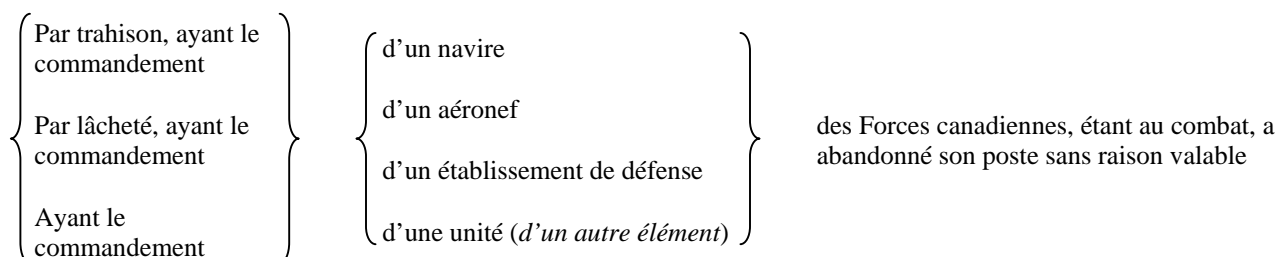 Par trahison, ayant le
commandement
Par lâcheté, ayant le
commandement
Ayant le
commandement
d’un navire
d’un aéronef
d’un établissement de défense
d’une unité (d’un autre élément)
des Forces canadiennes, étant au combat, a
abandonné son poste sans raison valable